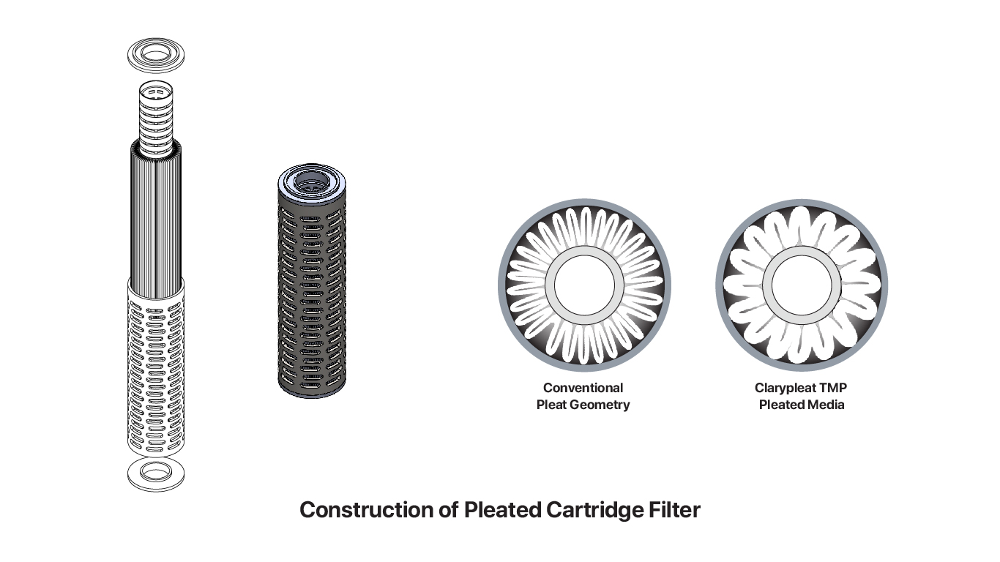 Conventional
Pleat Geometry
Clarypleat TMP
Pleated Media
Construction of Pleated Cartridge Filter